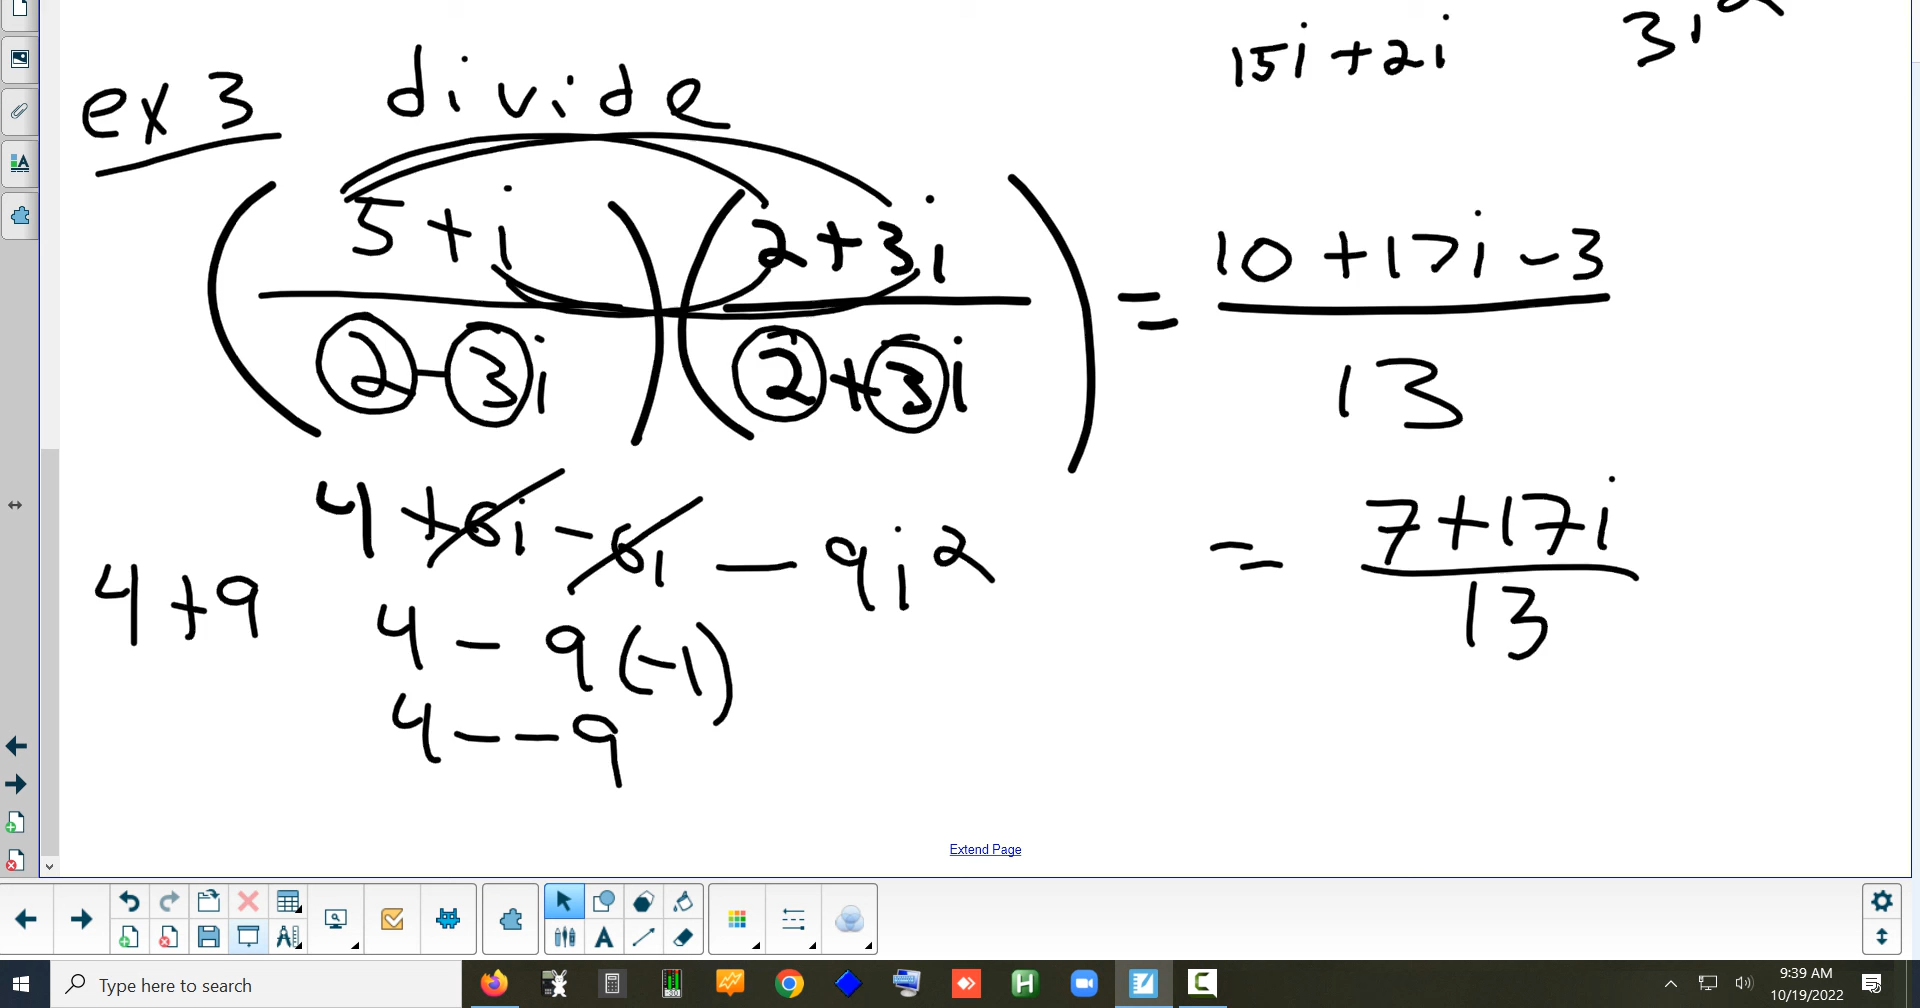 15i + 2i 3i²
ex 3 divide
(5 + i / 2 - 3i)(2 + 3i / 2 + 3i) = 10 + 17i - 3 / 13
4 + 6i - 6i - 9i²
= 7 + 17i / 13
4 + 9 4 - 9(-1)
4 - - 9
Extend Page
Type here to search
9:39 AM
10/19/2022